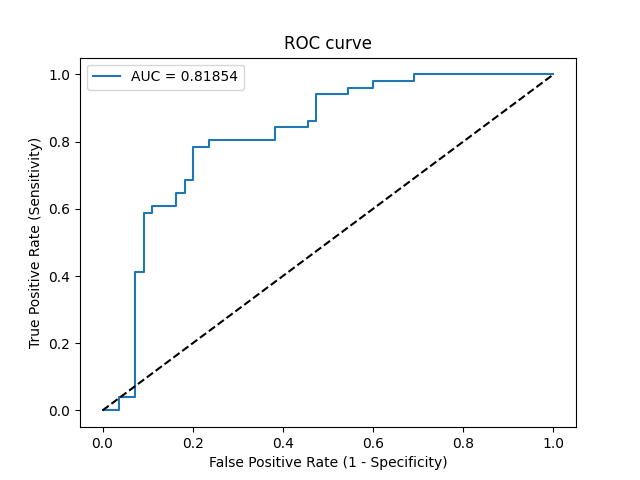 ROC curve
AUC = 0.81854
True Positive Rate (Sensitivity)
1.0
0.8
0.6
0.4
0.2
0.0
0.0 0.2 0.4 0.6 0.8 1.0
False Positive Rate (1 - Specificity)